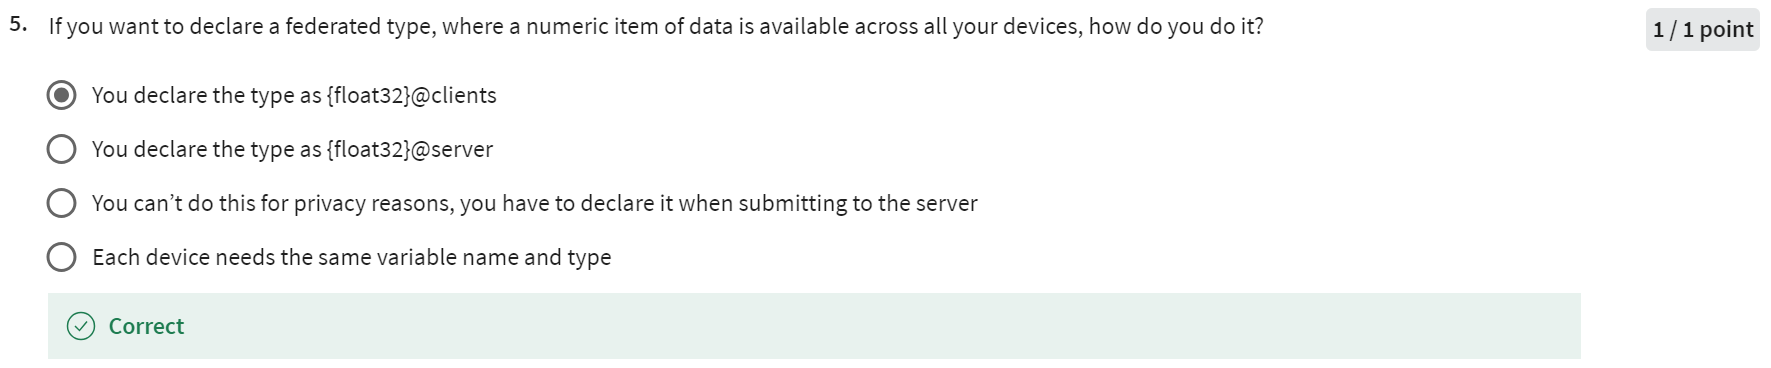 5. If you want to declare a federated type, where a numeric item of data is available across all your devices, how do you do it?
1 / 1 point
You declare the type as {float32}@clients
You declare the type as {float32}@server
You can’t do this for privacy reasons, you have to declare it when submitting to the server
Each device needs the same variable name and type
Correct